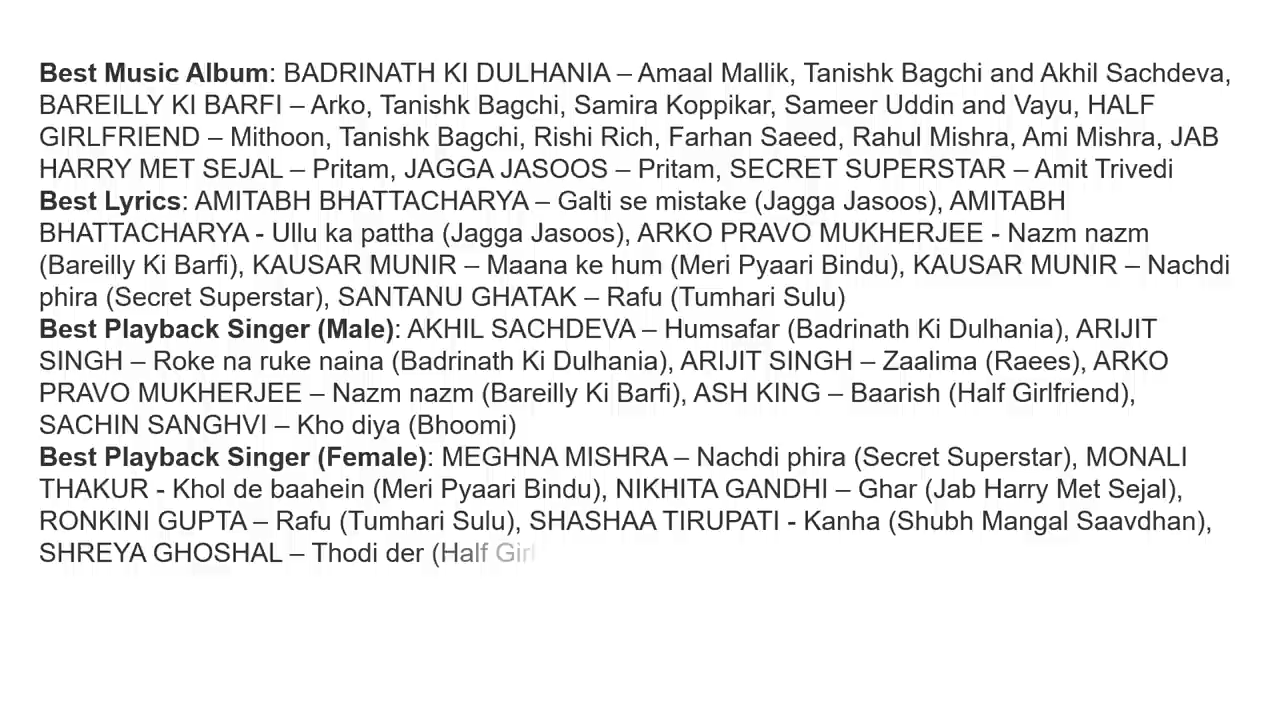 Best Music Album: BADRINATH KI DULHANIA – Amaal Mallik, Tanishk Bagchi and Akhil Sachdeva,
BAREILLY KI BARFI – Arko, Tanishk Bagchi, Samira Koppikar, Sameer Uddin and Vayu, HALF
GIRLFRIEND – Mithoon, Tanishk Bagchi, Rishi Rich, Farhan Saeed, Rahul Mishra, Ami Mishra, JAB
HARRY MET SEJAL – Pritam, JAGGA JASOOS – Pritam, SECRET SUPERSTAR – Amit Trivedi
Best Lyrics: AMITABH BHATTACHARYA – Galti se mistake (Jagga Jasoos), AMITABH
BHATTACHARYA - Ullu ka pattha (Jagga Jasoos), ARKO PRAVO MUKHERJEE - Nazm nazm
(Bareilly Ki Barfi), KAUSAR MUNIR – Maana ke hum (Meri Pyaari Bindu), KAUSAR MUNIR – Nachdi
phira (Secret Superstar), SANTANU GHATAK – Rafu (Tumhari Sulu)
Best Playback Singer (Male): AKHIL SACHDEVA – Humsafar (Badrinath Ki Dulhania), ARIJIT
SINGH – Roke na ruke naina (Badrinath Ki Dulhania), ARIJIT SINGH – Zaalima (Raees), ARKO
PRAVO MUKHERJEE – Nazm nazm (Bareilly Ki Barfi), ASH KING – Baarish (Half Girlfriend),
SACHIN SANGHVI – Kho diya (Bhoomi)
Best Playback Singer (Female): MEGHNA MISHRA – Nachdi phira (Secret Superstar), MONALI
THAKUR - Khol de baahein (Meri Pyaari Bindu), NIKHITA GANDHI – Ghar (Jab Harry Met Sejal),
RONKINI GUPTA – Rafu (Tumhari Sulu), SHASHAA TIRUPATI - Kanha (Shubh Mangal Saavdhan),
SHREYA GHOSHAL – Thodi der (Half Girl